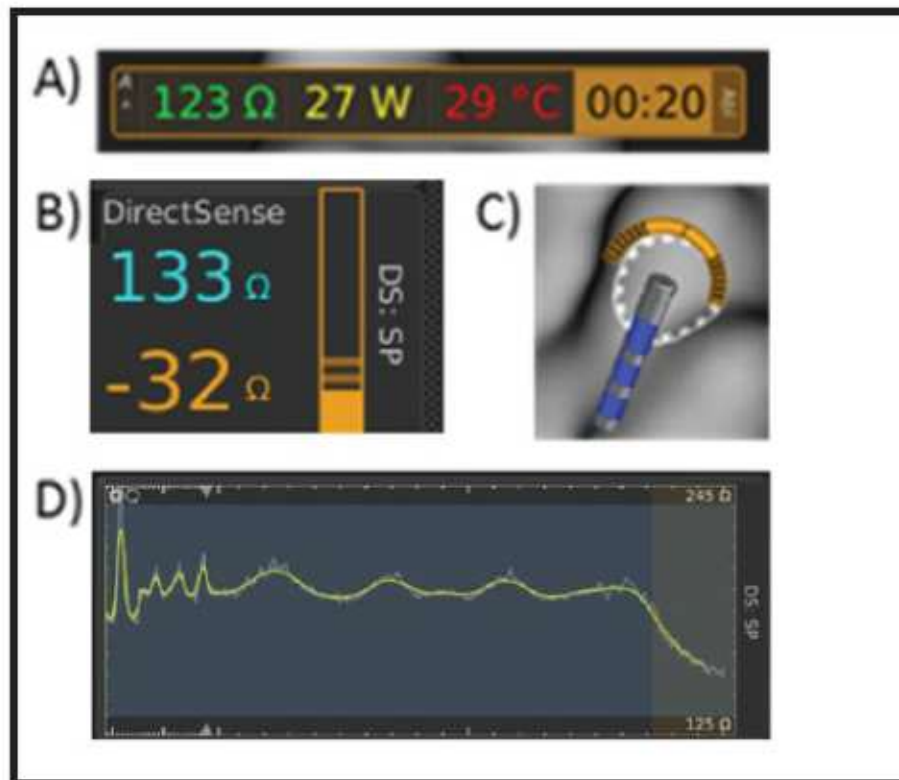 A)
123 Ω 27 W 29 °C 00:20
B)
DirectSense
133 Ω
-32 Ω
DS: SP
C)
D)
245 Ω
DS: SP
125 Ω